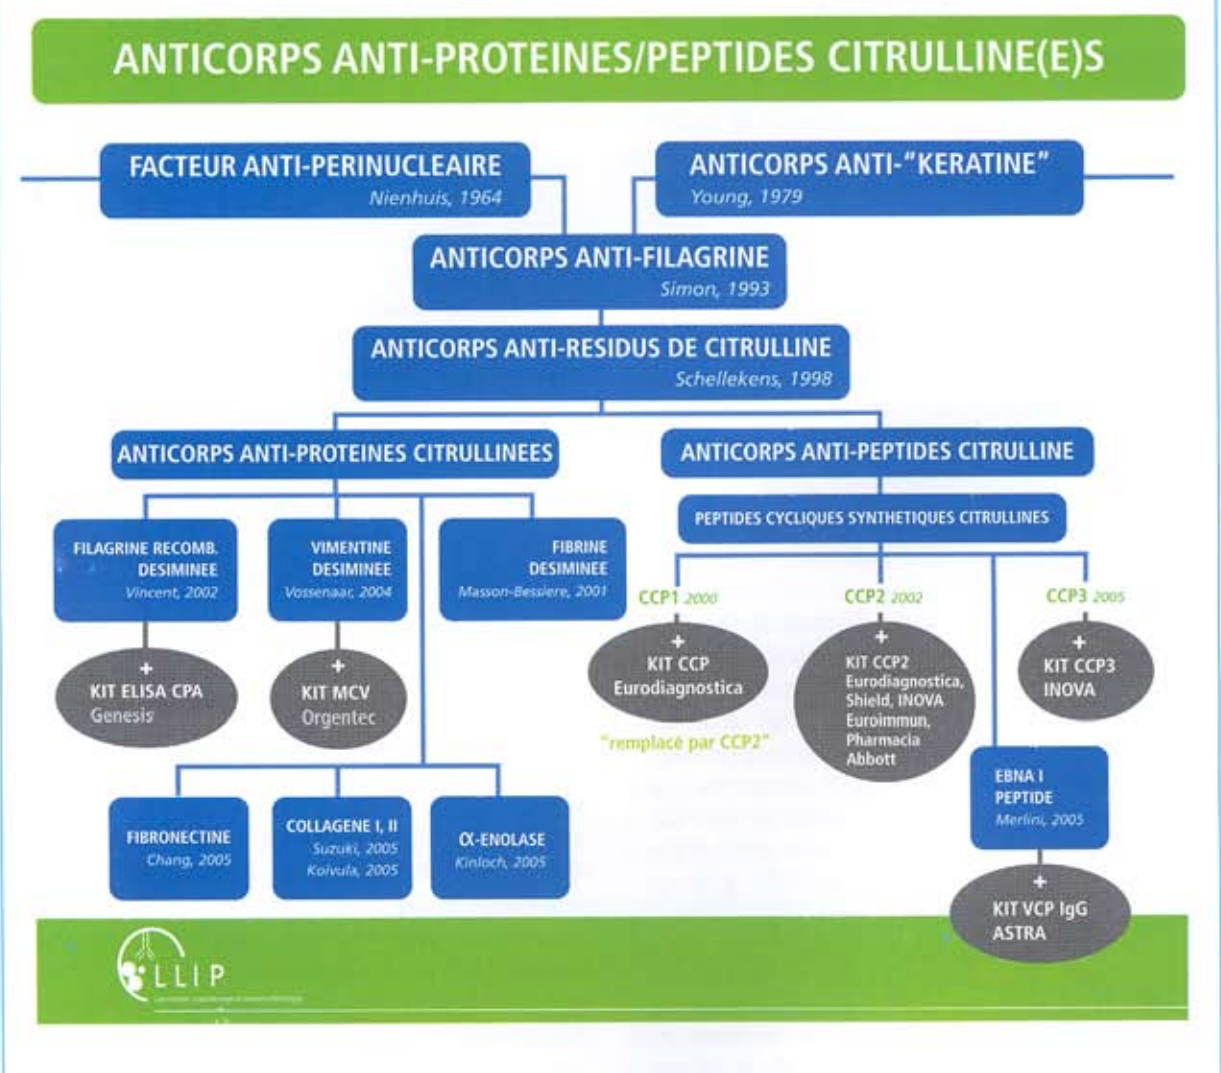 ANTICORPS ANTI-PROTEINES/PEPTIDES CITRULLINE(E)S
FACTEUR ANTI-PERINUCLEAIRE
Nienhuis, 1964
ANTICORPS ANTI-"KERATINE"
Young, 1979
ANTICORPS ANTI-FILAGRINE
Simon, 1993
ANTICORPS ANTI-RESIDUS DE CITRULLINE
Schellekens, 1998
ANTICORPS ANTI-PROTEINES CITRULLINEES
ANTICORPS ANTI-PEPTIDES CITRULLINE
PEPTIDES CYCLIQUES SYNTHETIQUES CITRULLINES
FILAGRINE RECOMB.
DESIMINEE
Vincent, 2002
VIMENTINE
DESIMINEE
Vossenaar, 2004
FIBRINE
DESIMINEE
Masson-Bessiere, 2001
CCP1 2000
CCP2 2002
CCP3 2005
+
KIT ELISA CPA
Genesis
+
KIT MCV
Orgentec
+
KIT CCP
Eurodiagnostica
"remplacé par CCP2"
+
KIT CCP2
Eurodiagnostica,
Shield, INOVA
Euroimmun,
Pharmacia
Abbott
+
KIT CCP3
INOVA
EBNA I
PEPTIDE
Merlini, 2005
FIBRONECTINE
Chang, 2005
COLLAGENE I, II
Suzuki, 2005
Koivula, 2005
α-ENOLASE
Kinloch, 2005
+
KIT VCP IgG
ASTRA
LLIP